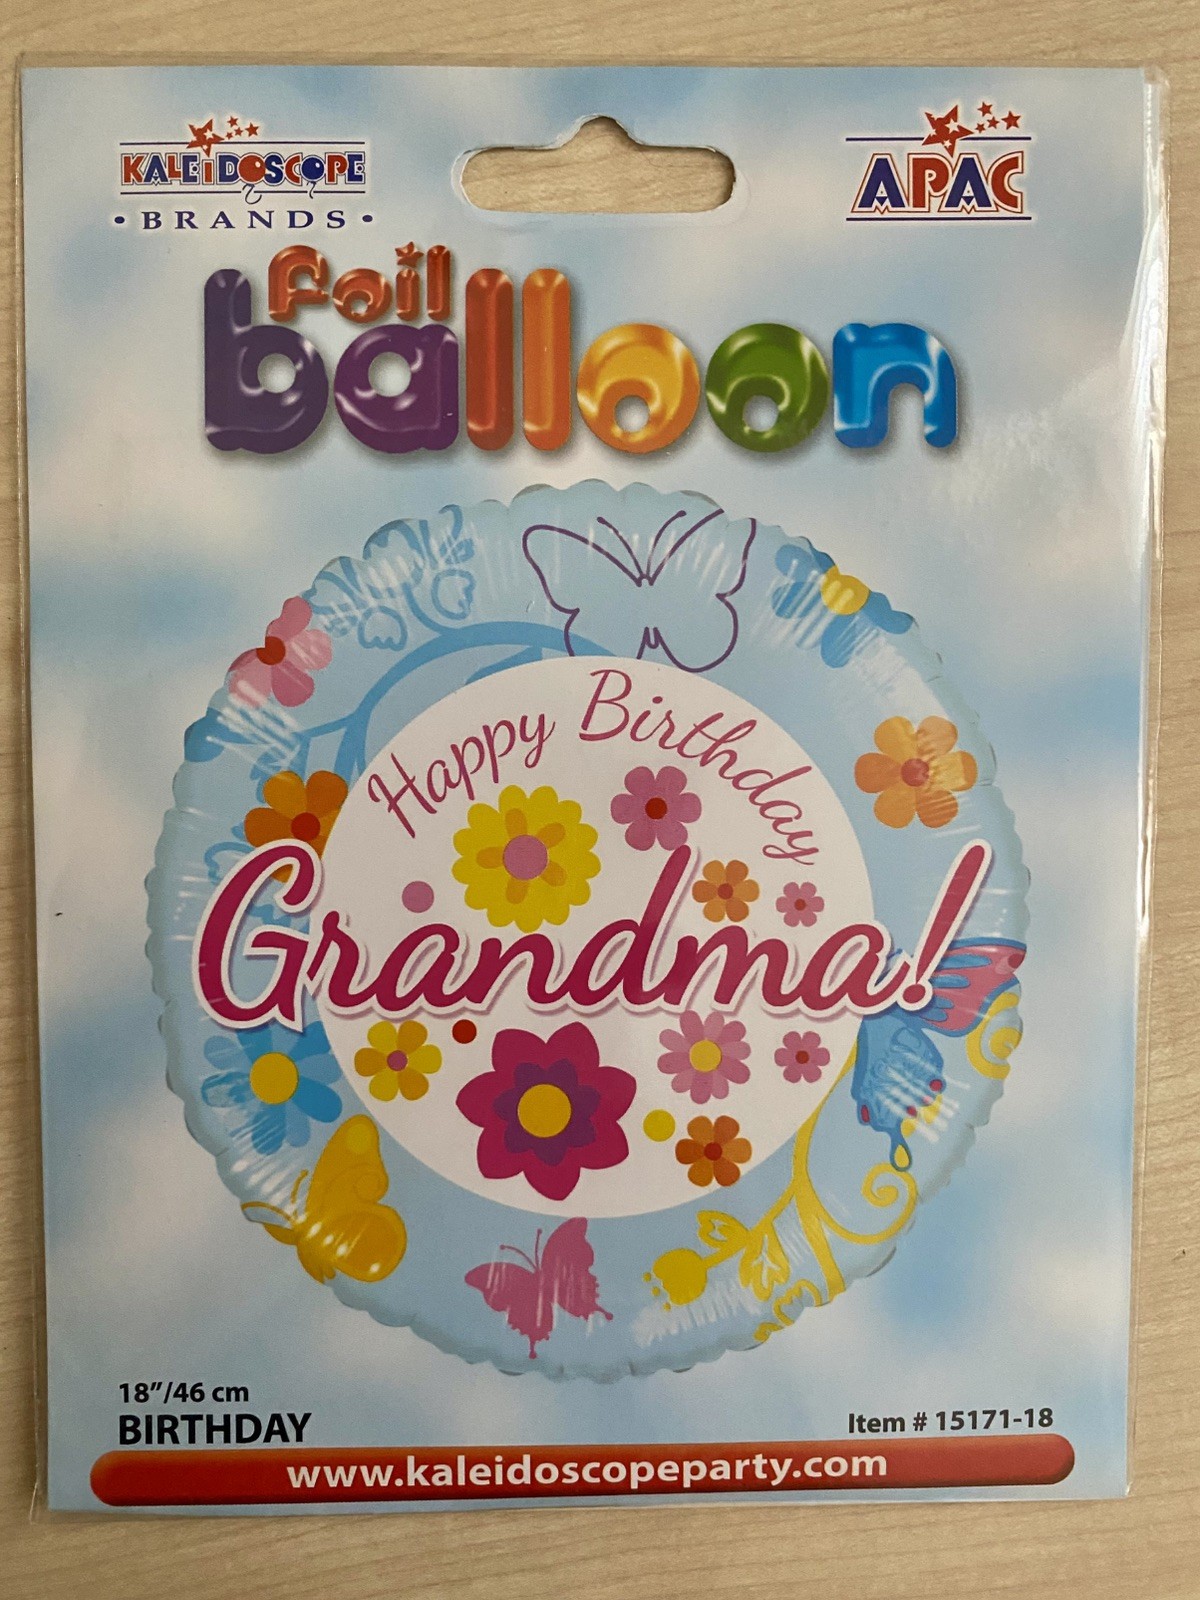 KALEIDOSCOPE
• BRANDS •
APAC
foil
balloon
Happy Birthday
Grandma!
18"/46 cm
BIRTHDAY
Item # 15171-18
www.kaleidoscopeparty.com